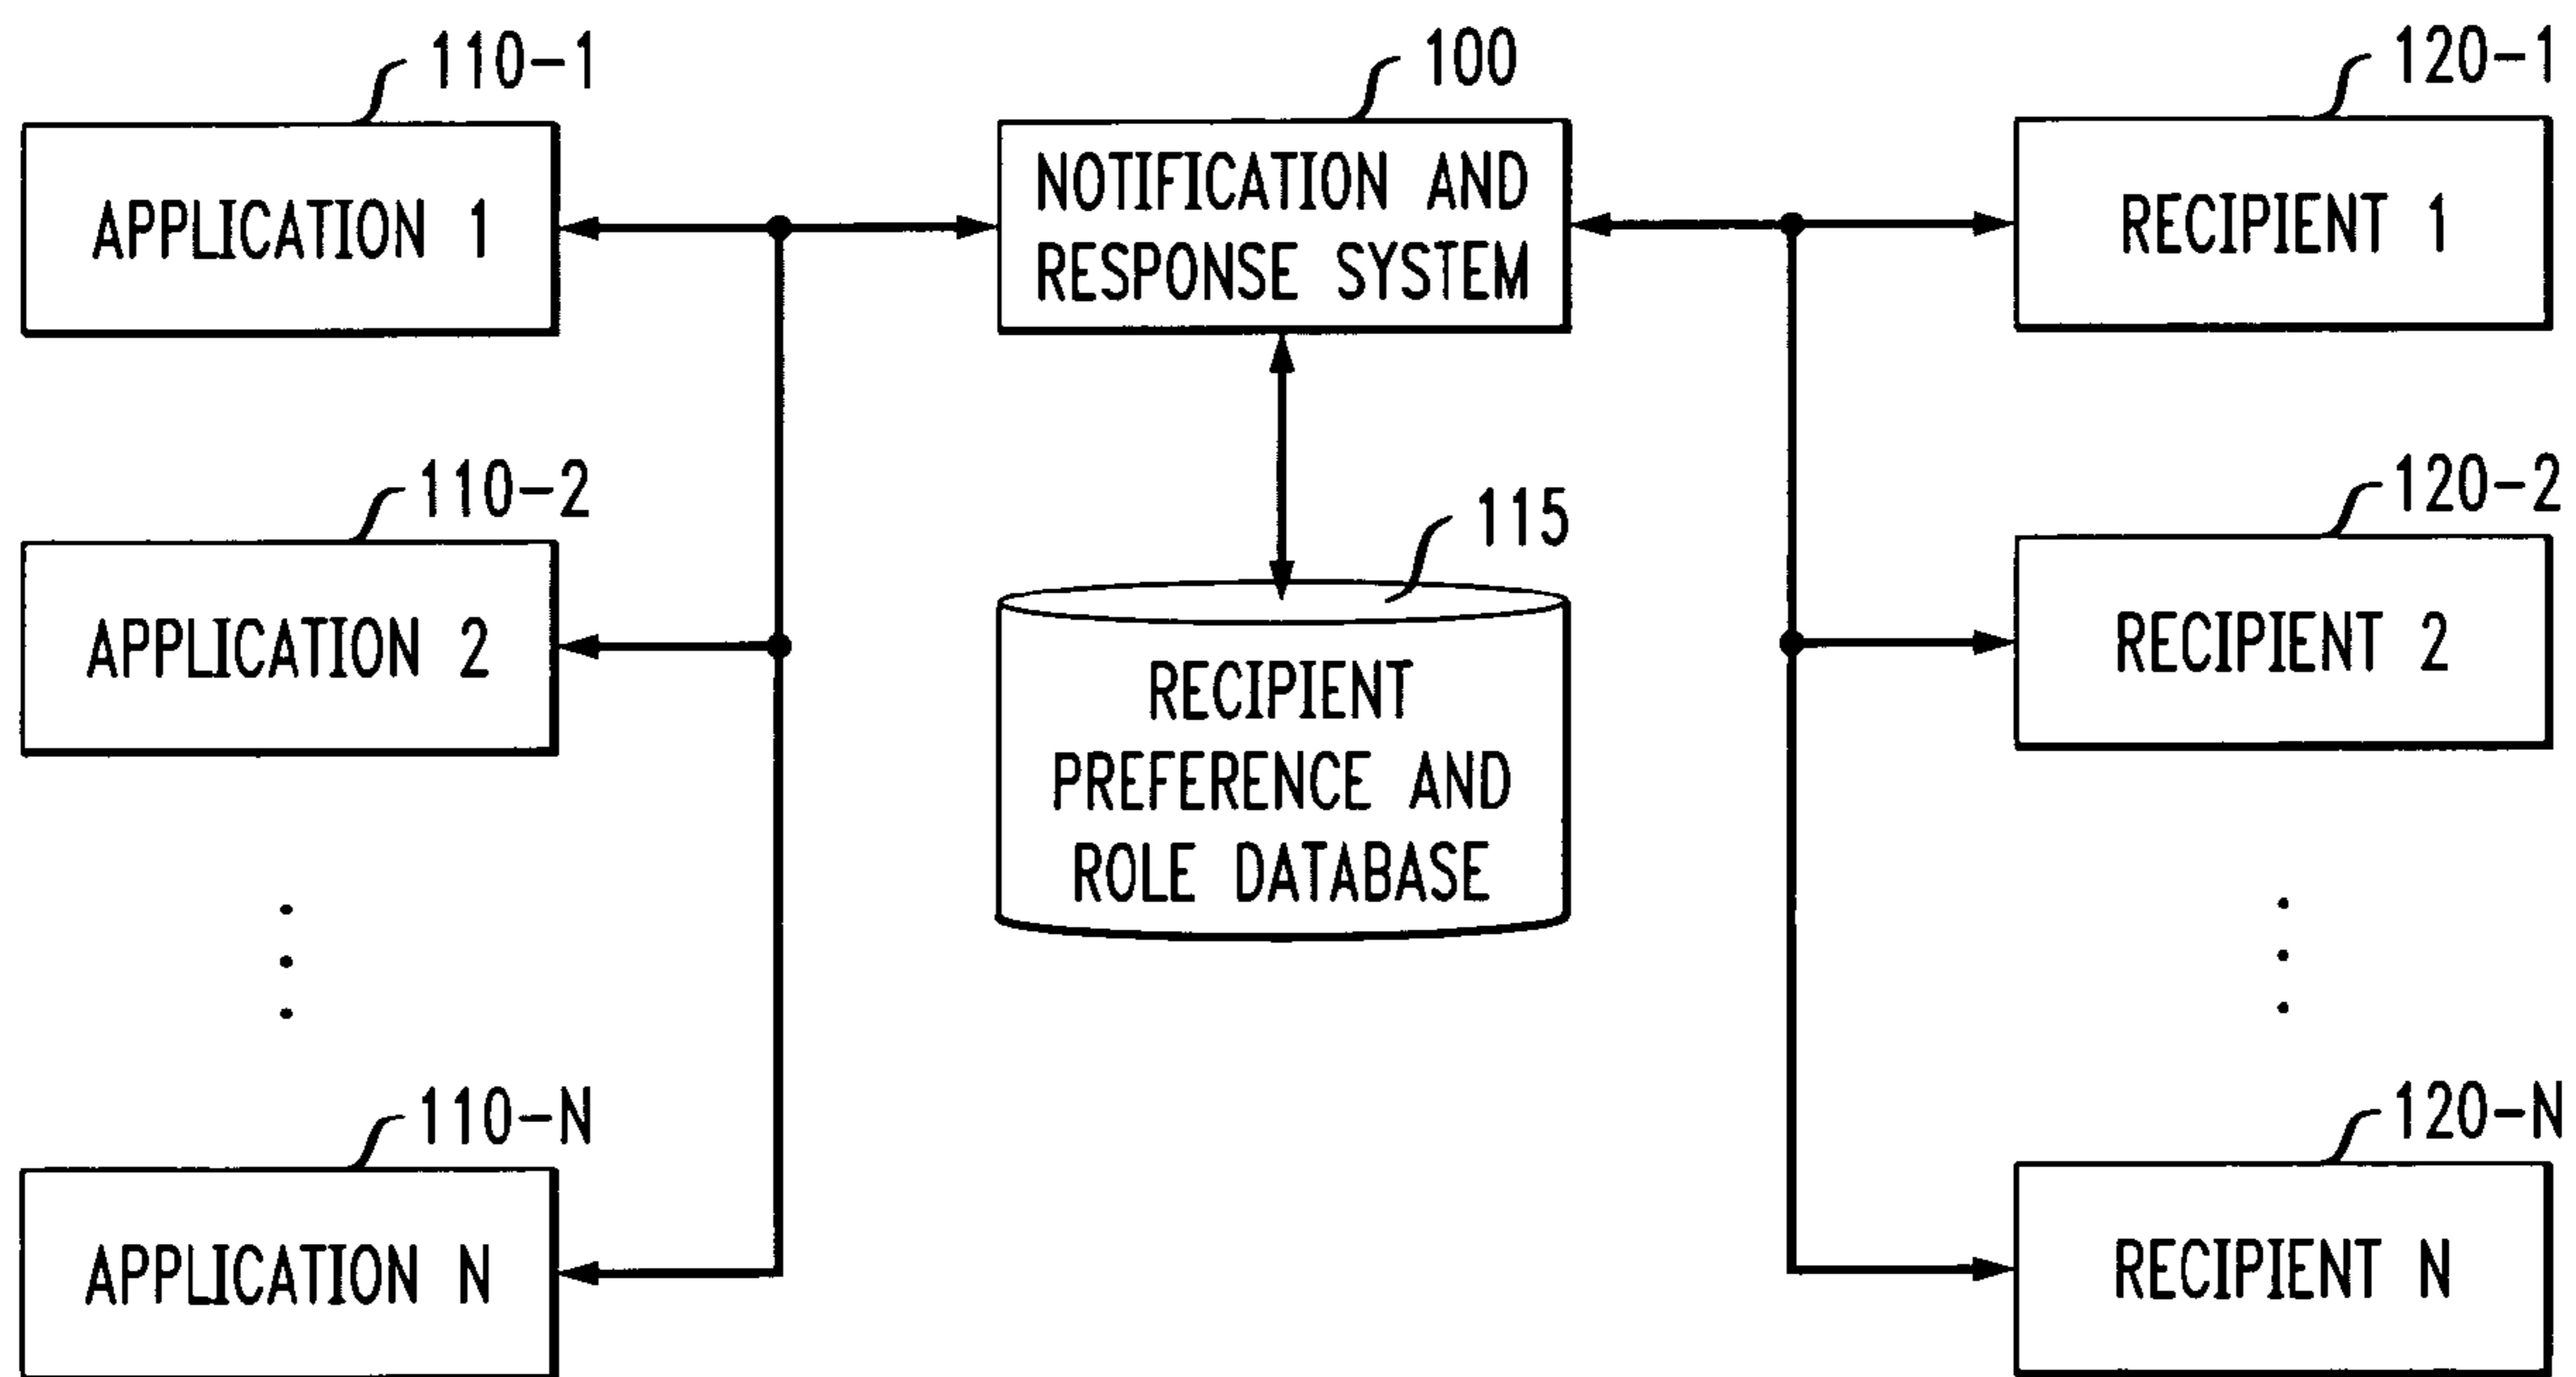 110-1
APPLICATION 1
100
NOTIFICATION AND
RESPONSE SYSTEM
120-1
RECIPIENT 1
110-2
APPLICATION 2
115
RECIPIENT
PREFERENCE AND
ROLE DATABASE
120-2
RECIPIENT 2
110-N
APPLICATION N
120-N
RECIPIENT N